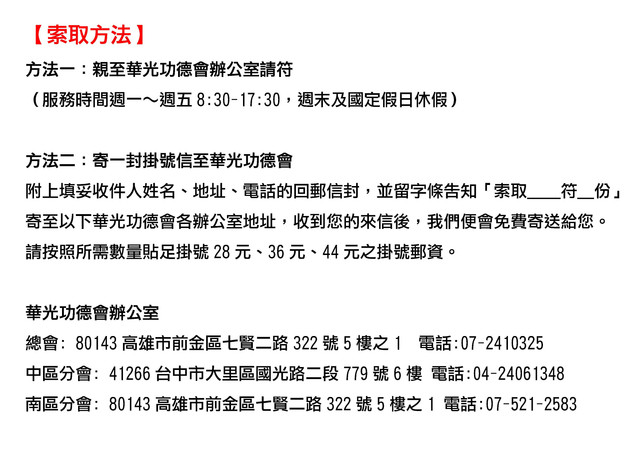 【索取方法】
方法一：親至華光功德會辦公室請符
（服務時間週一～週五 8:30-17:30，週末及國定假日休假）
方法二：寄一封掛號信至華光功德會
附上填妥收件人姓名、地址、電話的回郵信封，並留字條告知「索取____符__份」
寄至以下華光功德會各辦公室地址，收到您的來信後，我們便會免費寄送給您。
請按照所需數量貼足掛號 28 元、36 元、44 元之掛號郵資。
華光功德會辦公室
總會: 80143 高雄市前金區七賢二路 322 號 5 樓之 1 電話:07-2410325
中區分會: 41266 台中市大里區國光路二段 779 號 6 樓 電話:04-24061348
南區分會: 80143 高雄市前金區七賢二路 322 號 5 樓之 1 電話:07-521-2583